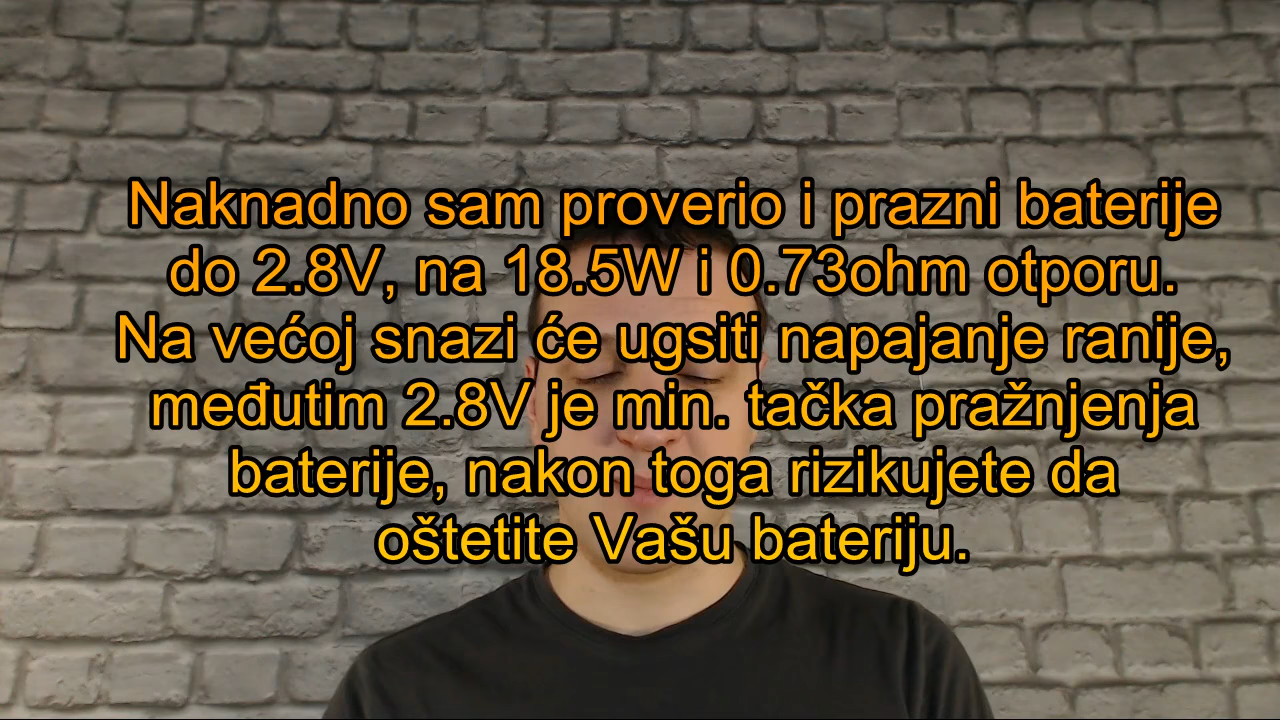 Naknadno sam proverio i prazni baterije
do 2.8V, na 18.5W i 0.73ohm otporu.
Na većoj snazi će ugsiti napajanje ranije,
međutim 2.8V je min. tačka pražnjenja
baterije, nakon toga rizikujete da
oštetite Vašu bateriju.